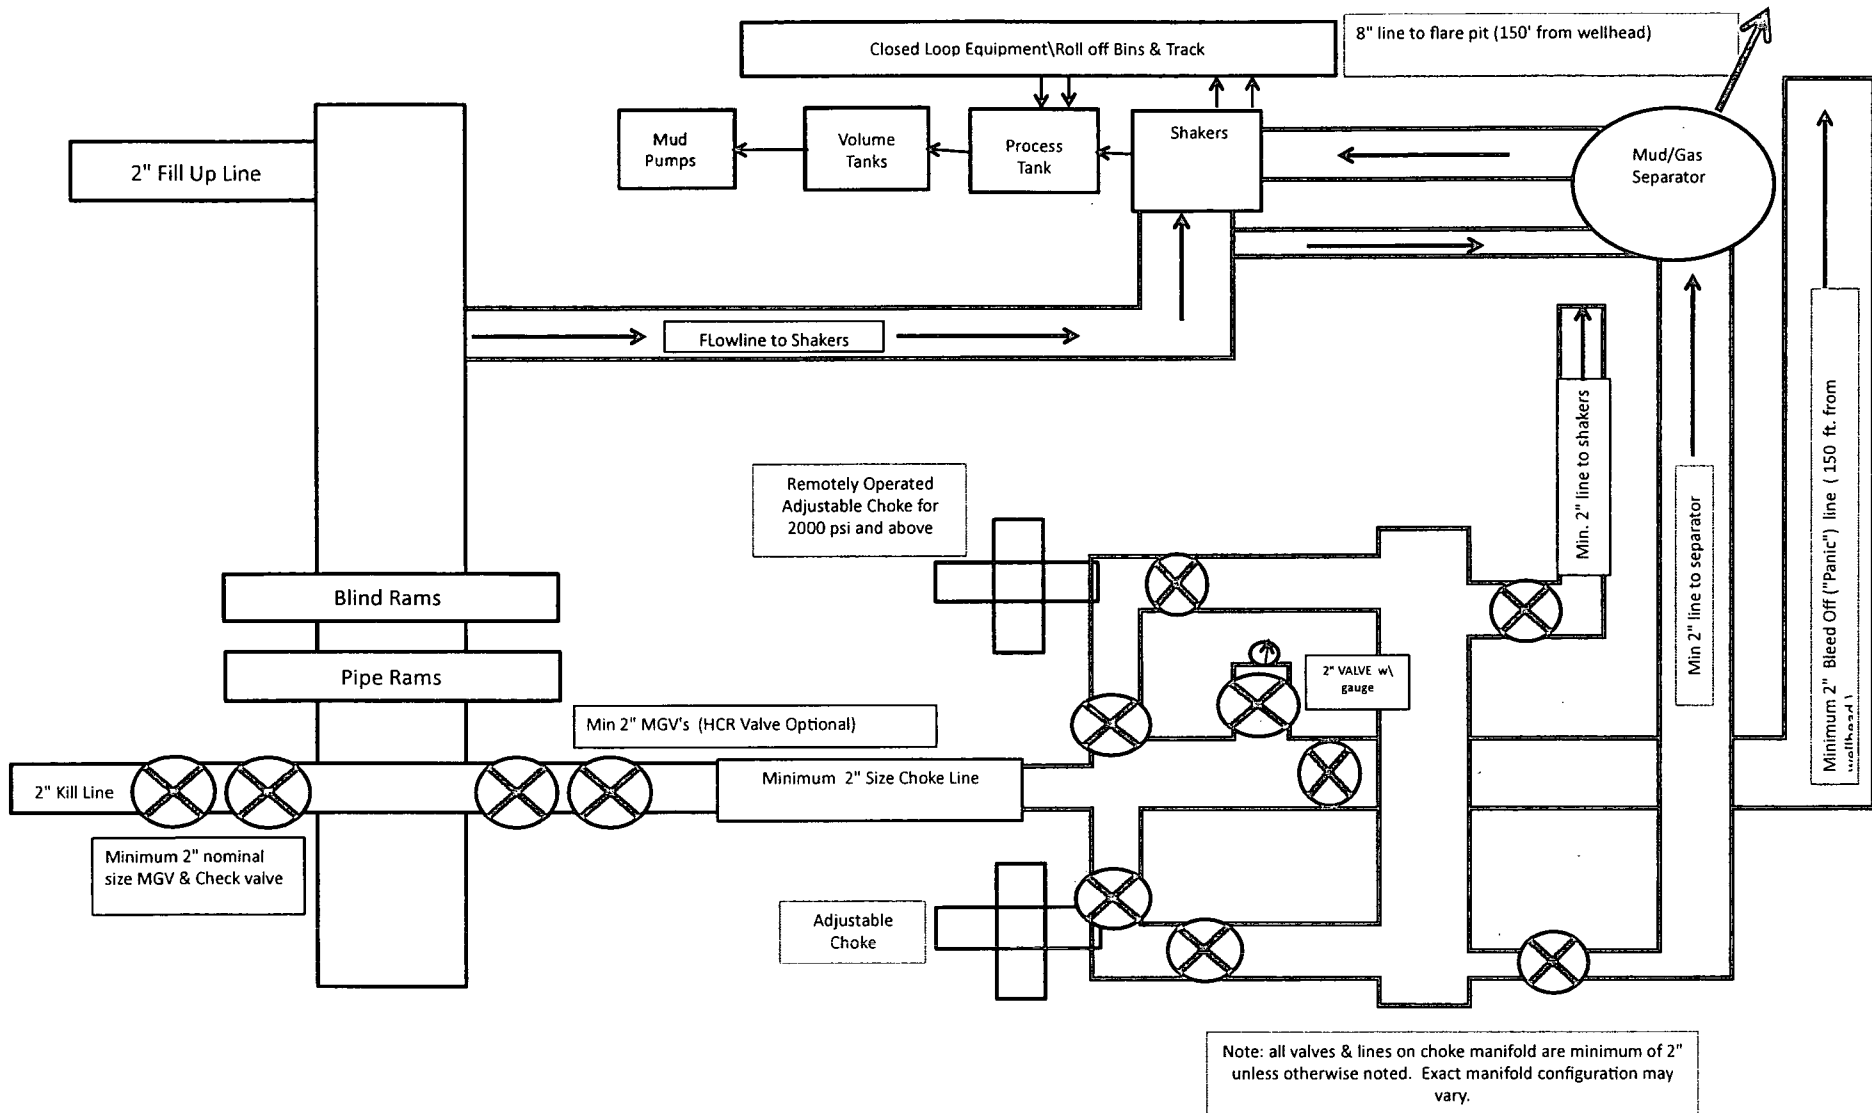 Closed Loop Equipment\Roll off Bins & Track
8" line to flare pit (150' from wellhead)
2" Fill Up Line
Mud
Pumps
Volume
Tanks
Process
Tank
Shakers
Mud/Gas
Separator
FLowline to Shakers
Remotely Operated
Adjustable Choke for
2000 psi and above
Min. 2" line to shakers
Min 2" line to separator
Minimum 2" Bleed Off ("Panic") line ( 150 ft. from
wellhead)
Blind Rams
Pipe Rams
2" VALVE w\
gauge
Min 2" MGV's (HCR Valve Optional)
2" Kill Line
Minimum 2" Size Choke Line
Minimum 2" nominal
size MGV & Check valve
Adjustable
Choke
Note: all valves & lines on choke manifold are minimum of 2"
unless otherwise noted. Exact manifold configuration may
vary.